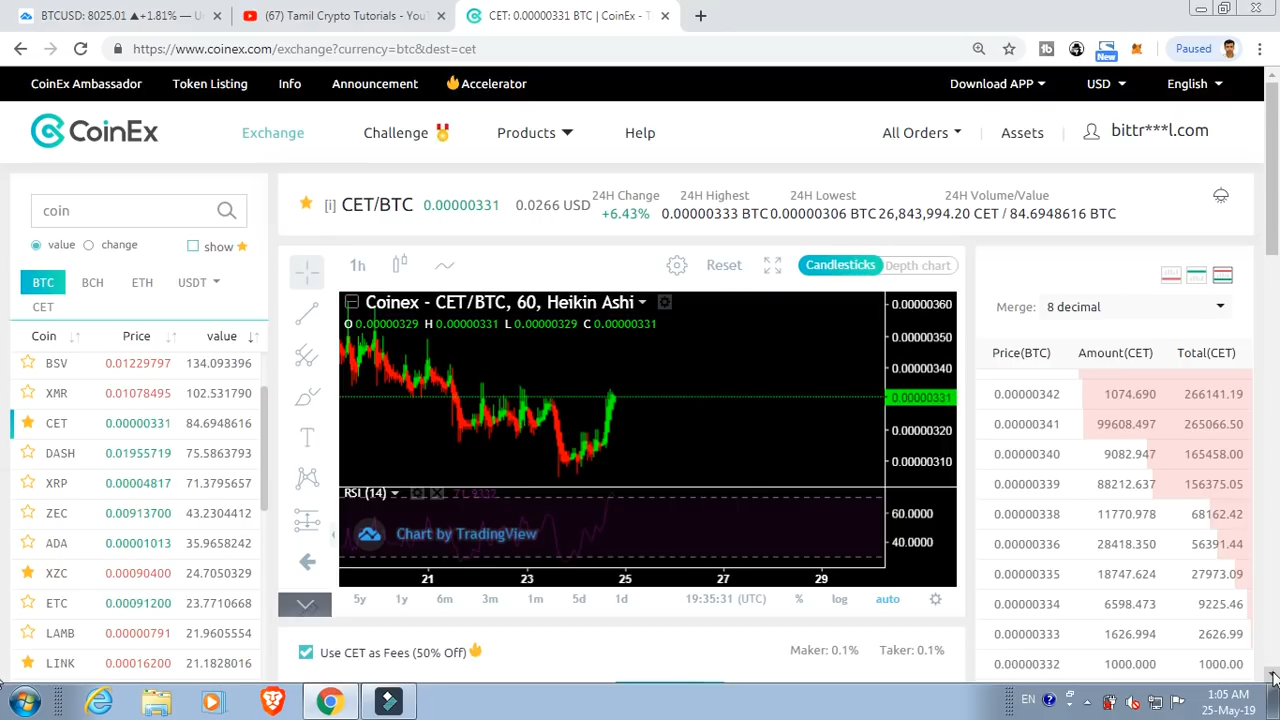 BTCUSD: 8025.01 ▲+1.81% — U
(67) Tamil Crypto Tutorials - You
CET: 0.00000331 BTC | CoinEx - T
https://www.coinex.com/exchange?currency=btc&dest=cet
New
Paused
CoinEx Ambassador Token Listing Info Announcement Accelerator Download APP USD English
CoinEx Exchange Challenge Products Help All Orders Assets bittr***l.com
coin
value change show
BTC BCH ETH USDT
CET
Coin Price value
BSV 0.01229797 134.093396
XMR 0.01078495 102.531790
CET 0.00000331 84.6948616
DASH 0.01955719 75.5863793
XRP 0.00004817 71.3795657
ZEC 0.00913700 43.2304412
ADA 0.00001013 35.9658242
XZC 0.00090400 24.7050329
ETC 0.00091200 23.7710668
LAMB 0.00000791 21.9605554
LINK 0.00016200 21.1828016
[i] CET/BTC 0.00000331 0.0266 USD
24H Change 24H Highest 24H Lowest 24H Volume/Value
+6.43% 0.00000333 BTC 0.00000306 BTC 26,843,994.20 CET / 84.6948616 BTC
1h Reset Candlesticks Depth chart
Coinex - CET/BTC, 60, Heikin Ashi
O 0.00000329 H 0.00000331 L 0.00000329 C 0.00000331
0.00000360
0.00000350
0.00000340
0.00000331
0.00000320
0.00000310
RSI (14) 71.9332
60.0000
40.0000
Chart by TradingView
21 23 25 27 29
5y 1y 6m 3m 1m 5d 1d 19:35:31 (UTC) % log auto
Use CET as Fees (50% Off) Maker: 0.1% Taker: 0.1%
Merge: 8 decimal
Price(BTC) Amount(CET) Total(CET)
0.00000342 1074.690 266141.19
0.00000341 99608.497 265066.50
0.00000340 9082.947 165458.00
0.00000339 88212.637 156375.05
0.00000338 11770.978 68162.42
0.00000336 28418.350 56391.44
0.00000335 18747.624 27973.09
0.00000334 6598.473 9225.46
0.00000333 1626.994 2626.99
0.00000332 1000.000 1000.00
EN
1:05 AM
25-May-19